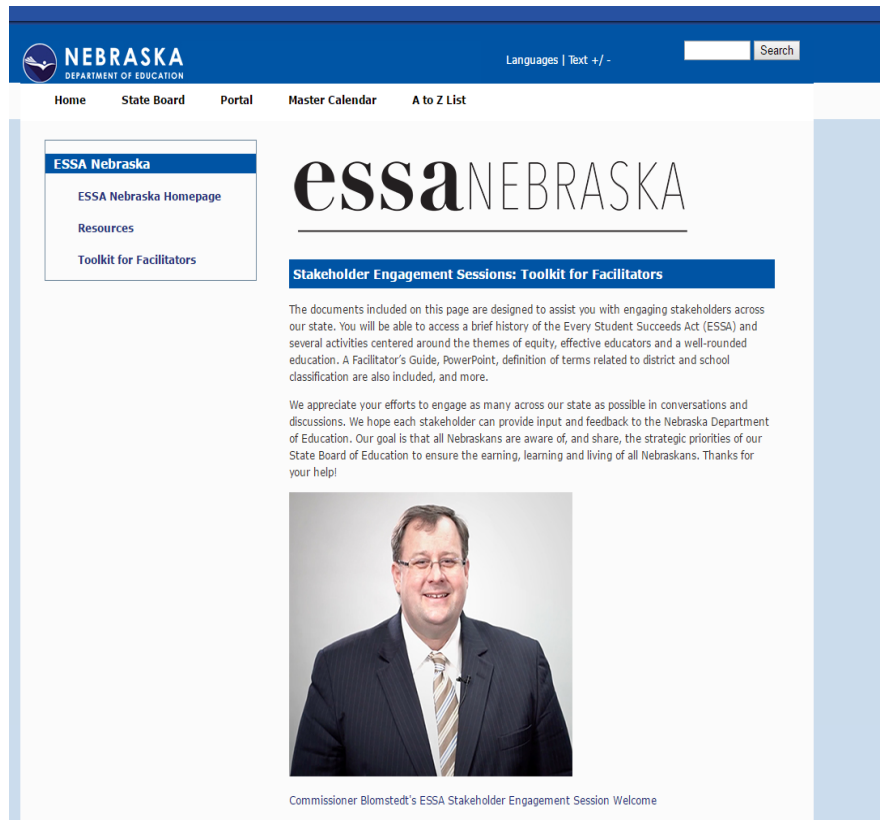 NEBRASKA
DEPARTMENT OF EDUCATION
Languages | Text +/ -
Search
Home State Board Portal Master Calendar A to Z List
ESSA Nebraska
ESSA Nebraska Homepage
Resources
Toolkit for Facilitators
essaNEBRASKA
Stakeholder Engagement Sessions: Toolkit for Facilitators
The documents included on this page are designed to assist you with engaging stakeholders across
our state. You will be able to access a brief history of the Every Student Succeeds Act (ESSA) and
several activities centered around the themes of equity, effective educators and a well-rounded
education. A Facilitator's Guide, PowerPoint, definition of terms related to district and school
classification are also included, and more.
We appreciate your efforts to engage as many across our state as possible in conversations and
discussions. We hope each stakeholder can provide input and feedback to the Nebraska Department
of Education. Our goal is that all Nebraskans are aware of, and share, the strategic priorities of our
State Board of Education to ensure the earning, learning and living of all Nebraskans. Thanks for
your help!
Commissioner Blomstedt's ESSA Stakeholder Engagement Session Welcome